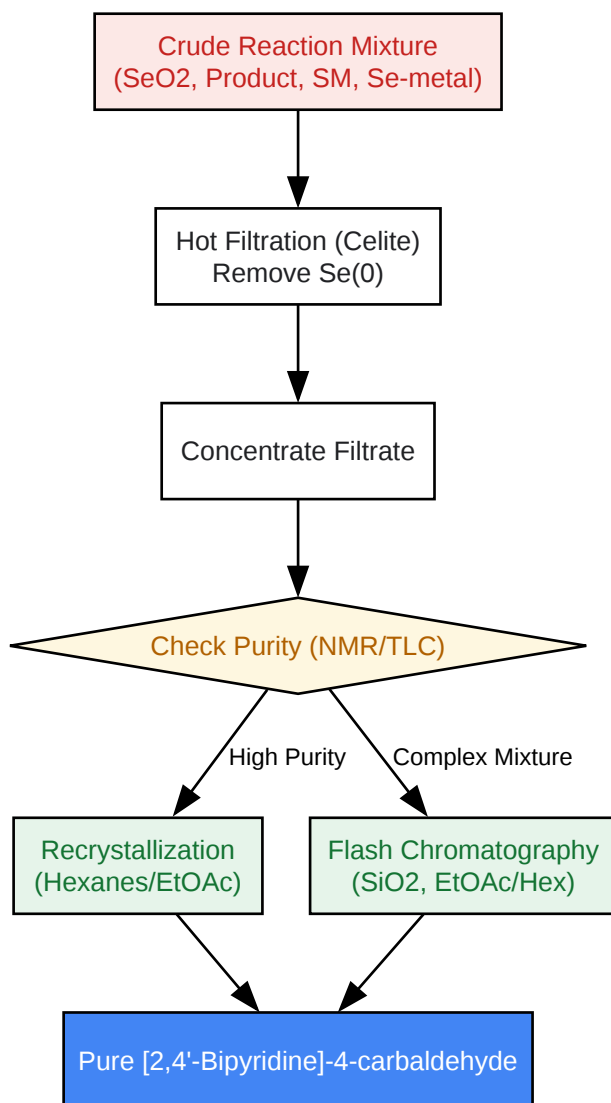 Crude Reaction Mixture
(SeO2, Product, SM, Se-metal)
Hot Filtration (Celite)
Remove Se(0)
Concentrate Filtrate
Check Purity (NMR/TLC)
High Purity
Complex Mixture
Recrystallization
(Hexanes/EtOAc)
Flash Chromatography
(SiO2, EtOAc/Hex)
Pure [2,4'-Bipyridine]-4-carbaldehyde